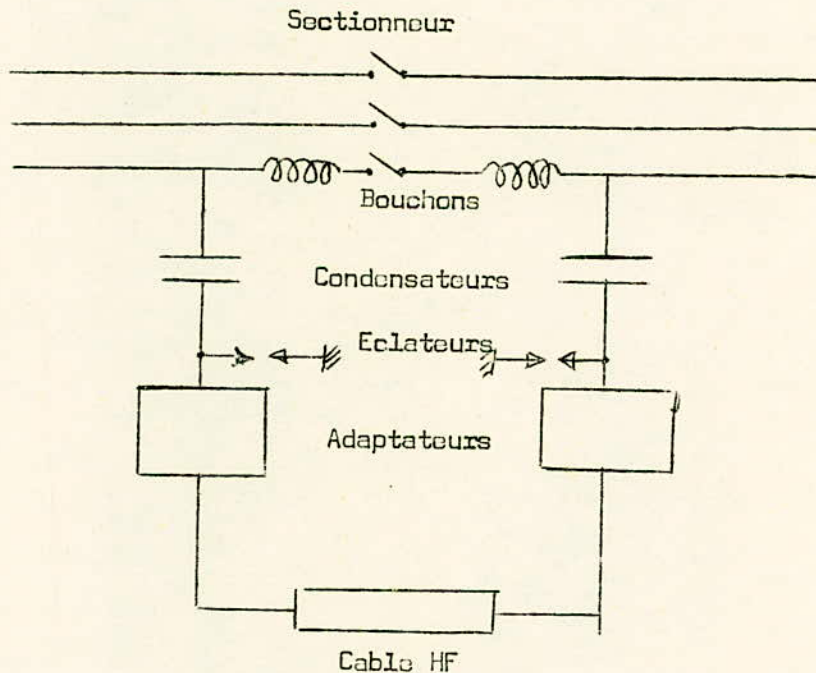 Sectionneur
Bouchons
Condensateurs
Eclateurs
Adaptateurs
Cable HF